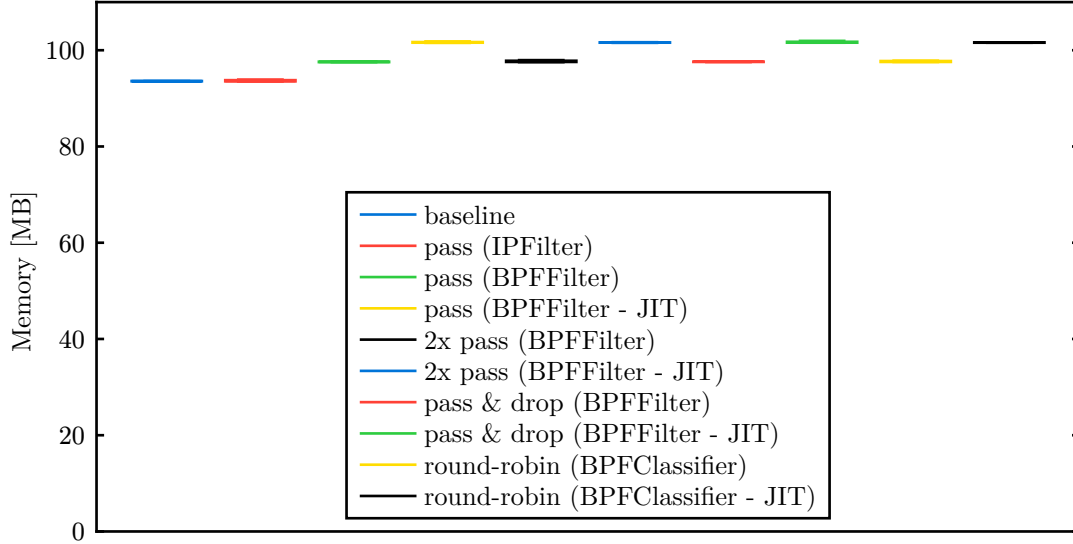 100
80
60
40
20
0
Memory [MB]
baseline
pass (IPFilter)
pass (BPFFilter)
pass (BPFFilter - JIT)
2x pass (BPFFilter)
2x pass (BPFFilter - JIT)
pass & drop (BPFFilter)
pass & drop (BPFFilter - JIT)
round-robin (BPFClassifier)
round-robin (BPFClassifier - JIT)